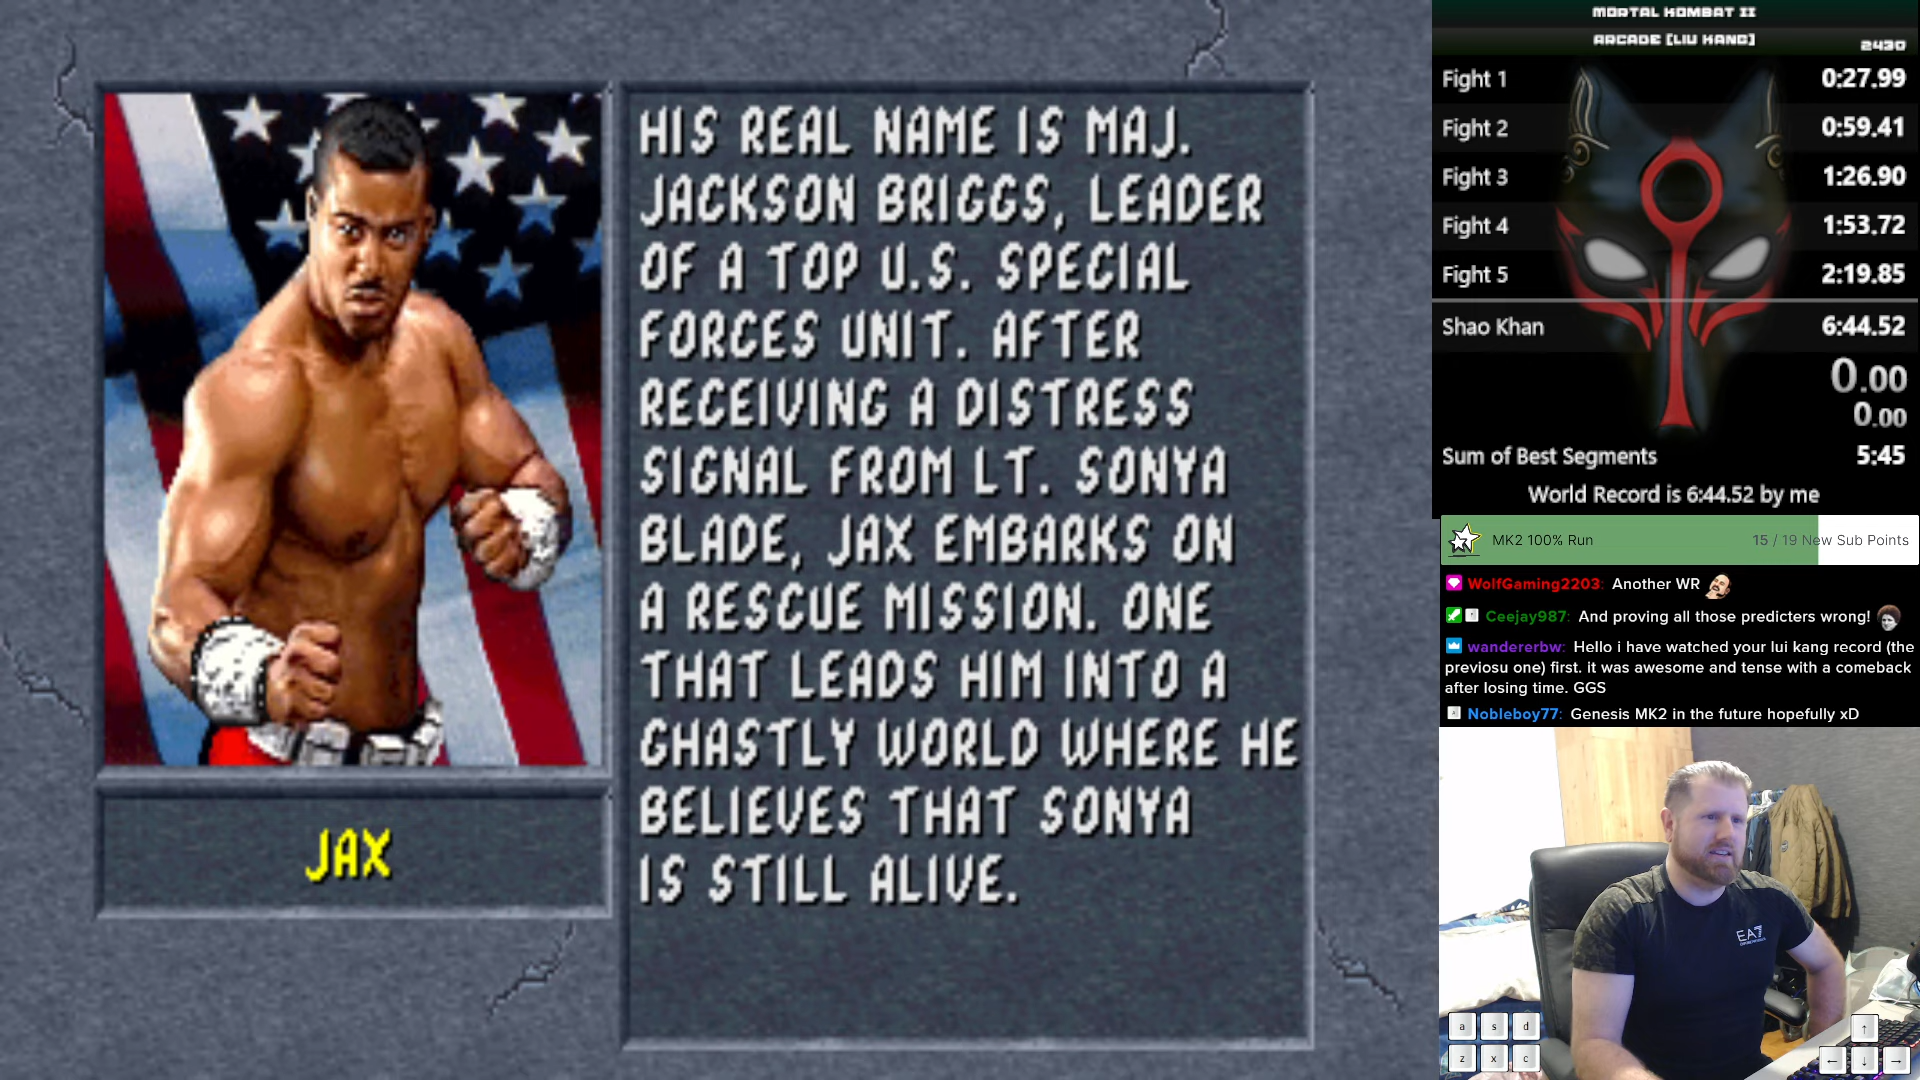 HIS REAL NAME IS MAJ.
JACKSON BRIGGS, LEADER
OF A TOP U.S. SPECIAL
FORCES UNIT. AFTER
RECEIVING A DISTRESS
SIGNAL FROM LT. SONYA
BLADE, JAX EMBARKS ON
A RESCUE MISSION. ONE
THAT LEADS HIM INTO A
GHASTLY WORLD WHERE HE
BELIEVES THAT SONYA
IS STILL ALIVE.
JAX
MORTAL KOMBAT II
ARCADE [LIU KANG]
2430
Fight 1 0:27.99
Fight 2 0:59.41
Fight 3 1:26.90
Fight 4 1:53.72
Fight 5 2:19.85
Shao Khan 6:44.52
0.00
0.00
Sum of Best Segments 5:45
World Record is 6:44.52 by me
MK2 100% Run 15 / 19 New Sub Points
WolfGaming2203: Another WR
Ceejay987: And proving all those predicters wrong!
wandererbw: Hello i have watched your lui kang record (the
previosu one) first. it was awesome and tense with a comeback
after losing time. GGS
Nobleboy77: Genesis MK2 in the future hopefully xD
EA7
a s d
z x c
↑
← ↓ →